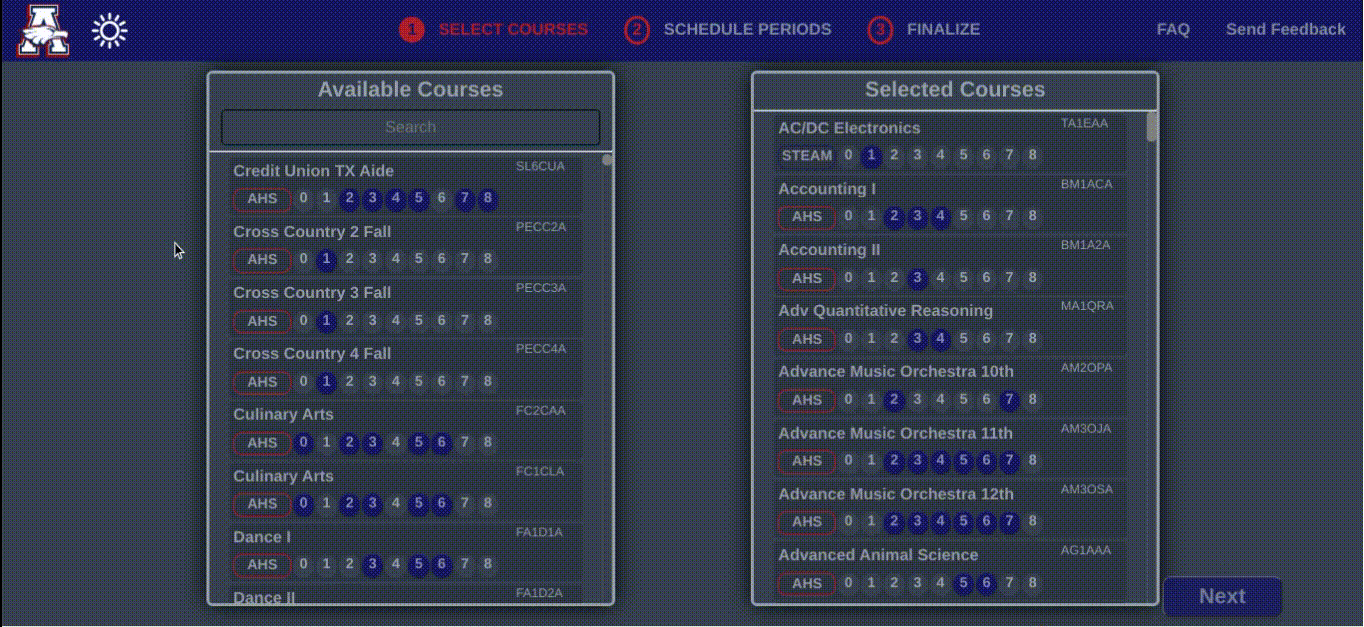 A
1 SELECT COURSES 2 SCHEDULE PERIODS 3 FINALIZE FAQ Send Feedback
Available Courses
Search
Credit Union TX Aide SL6CUA
AHS 0 1 2 3 4 5 6 7 8
Cross Country 2 Fall PECC2A
AHS 0 1 2 3 4 5 6 7 8
Cross Country 3 Fall PECC3A
AHS 0 1 2 3 4 5 6 7 8
Cross Country 4 Fall PECC4A
AHS 0 1 2 3 4 5 6 7 8
Culinary Arts FC2CAA
AHS 0 1 2 3 4 5 6 7 8
Culinary Arts FC1CLA
AHS 0 1 2 3 4 5 6 7 8
Dance I FA1D1A
AHS 0 1 2 3 4 5 6 7 8
Dance II FA1D2A
Selected Courses
AC/DC Electronics TA1EAA
STEAM 0 1 2 3 4 5 6 7 8
Accounting I BM1ACA
AHS 0 1 2 3 4 5 6 7 8
Accounting II BM1A2A
AHS 0 1 2 3 4 5 6 7 8
Adv Quantitative Reasoning MA1QRA
AHS 0 1 2 3 4 5 6 7 8
Advance Music Orchestra 10th AM2OPA
AHS 0 1 2 3 4 5 6 7 8
Advance Music Orchestra 11th AM3OJA
AHS 0 1 2 3 4 5 6 7 8
Advance Music Orchestra 12th AM3OSA
AHS 0 1 2 3 4 5 6 7 8
Advanced Animal Science AG1AAA
AHS 0 1 2 3 4 5 6 7 8
Next